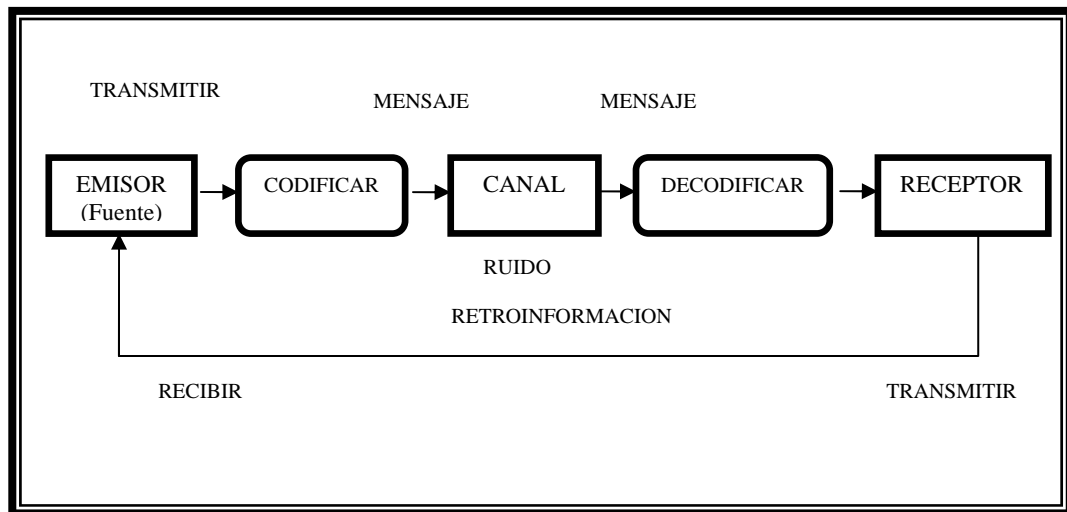 TRANSMITIR
MENSAJE MENSAJE
EMISOR
(Fuente)
CODIFICAR
CANAL
DECODIFICAR
RECEPTOR
RUIDO
RETROINFORMACION
RECIBIR
TRANSMITIR